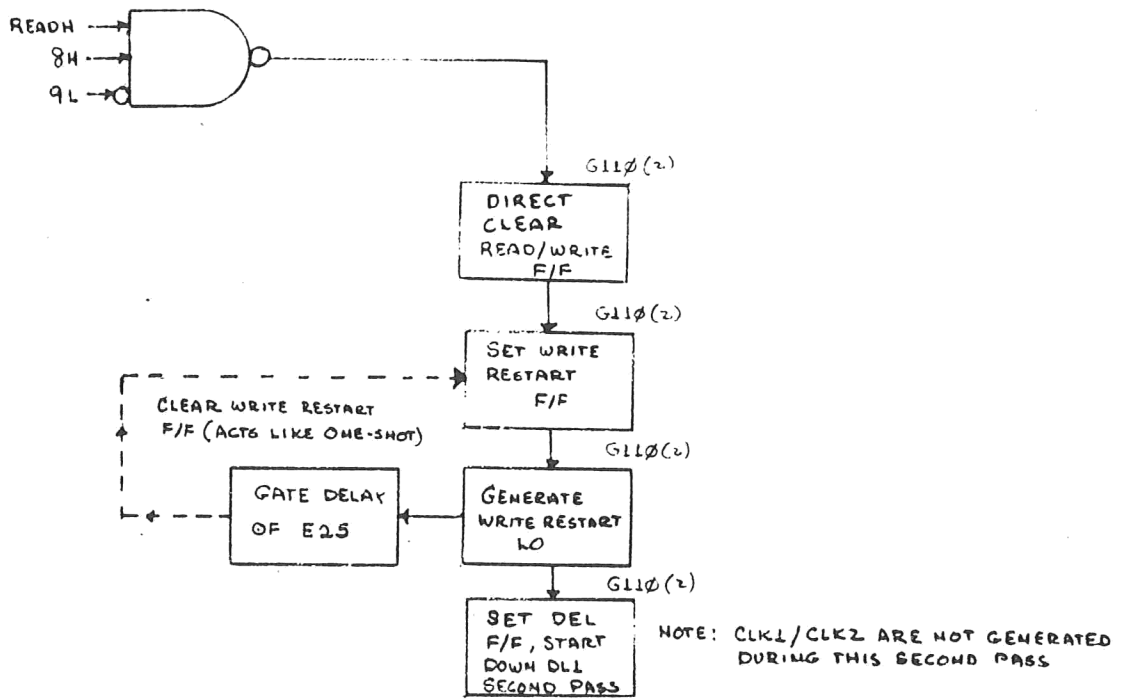 READH
8H
9L
G11Ø(2)
DIRECT
CLEAR
READ/WRITE
F/F
G11Ø(2)
SET WRITE
RESTART
F/F
CLEAR WRITE RESTART
F/F (ACTS LIKE ONE-SHOT)
G11Ø(2)
GATE DELAY
OF E25
GENERATE
WRITE RESTART
LO
G11Ø(2)
SET DEL
F/F, START
DOWN DL1
SECOND PASS
NOTE: CLK1/CLK2 ARE NOT GENERATED
DURING THIS SECOND PASS